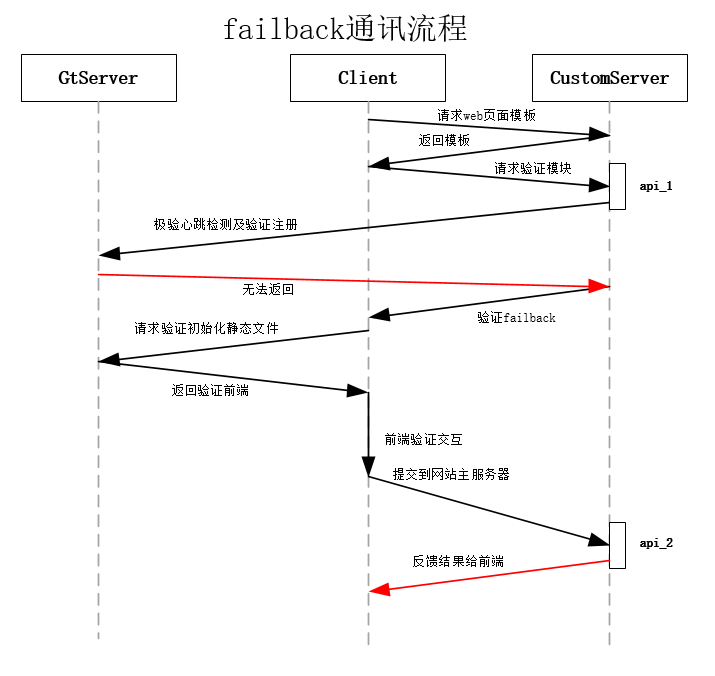 failback通讯流程
GtServer
Client
CustomServer
请求web页面模板
返回模板
请求验证模块
api_1
极验心跳检测及验证注册
无法返回
验证failback
请求验证初始化静态文件
返回验证前端
前端验证交互
提交到网站主服务器
api_2
反馈结果给前端